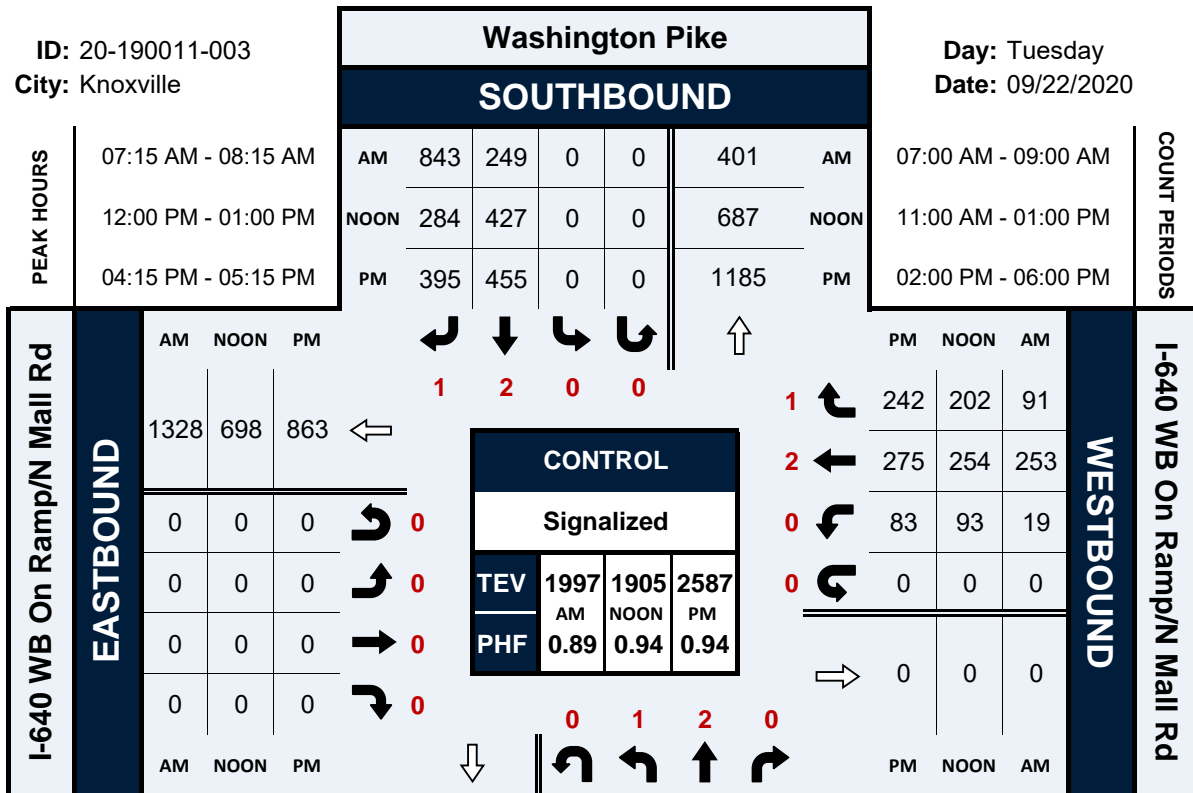 Washington Pike
ID: 20-190011-003
Day: Tuesday
City: Knoxville
Date: 09/22/2020
SOUTHBOUND
PEAK HOURS
07:15 AM - 08:15 AM
AM 843 249 0 0 401 AM
07:00 AM - 09:00 AM
COUNT PERIODS
12:00 PM - 01:00 PM
NOON 284 427 0 0 687 NOON
11:00 AM - 01:00 PM
04:15 PM - 05:15 PM
PM 395 455 0 0 1185 PM
02:00 PM - 06:00 PM
I-640 WB On Ramp/N Mall Rd
EASTBOUND
AM NOON PM
1 2 0 0
1328 698 863
0 0 0 0
0 0 0 0
0 0 0 0
0 0 0 0
AM NOON PM
CONTROL
Signalized
TEV 1997 1905 2587
AM NOON PM
PHF 0.89 0.94 0.94
0 1 2 0
PM NOON AM
1 242 202 91
2 275 254 253
0 83 93 19
0 0 0 0
0 0 0
PM NOON AM
WESTBOUND
I-640 WB On Ramp/N Mall Rd